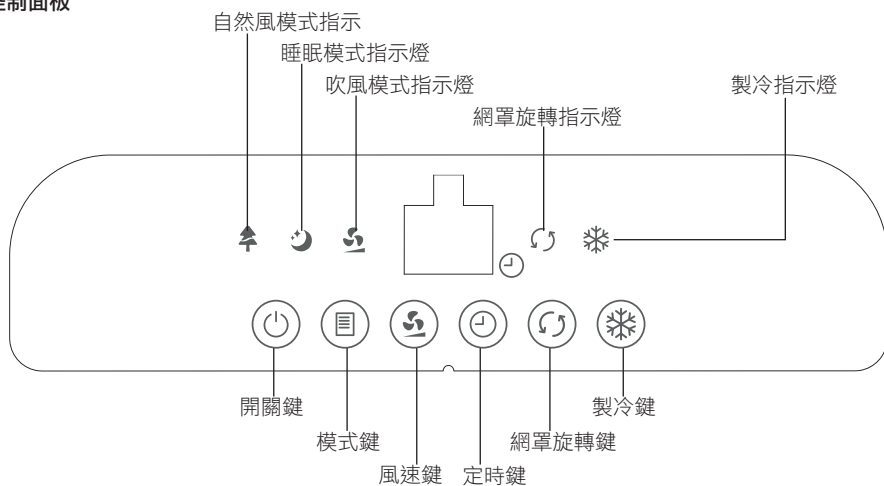 控制面板
自然風模式指示
睡眠模式指示燈
吹風模式指示燈
製冷指示燈
網罩旋轉指示燈
開關鍵
製冷鍵
模式鍵
網罩旋轉鍵
風速鍵
定時鍵